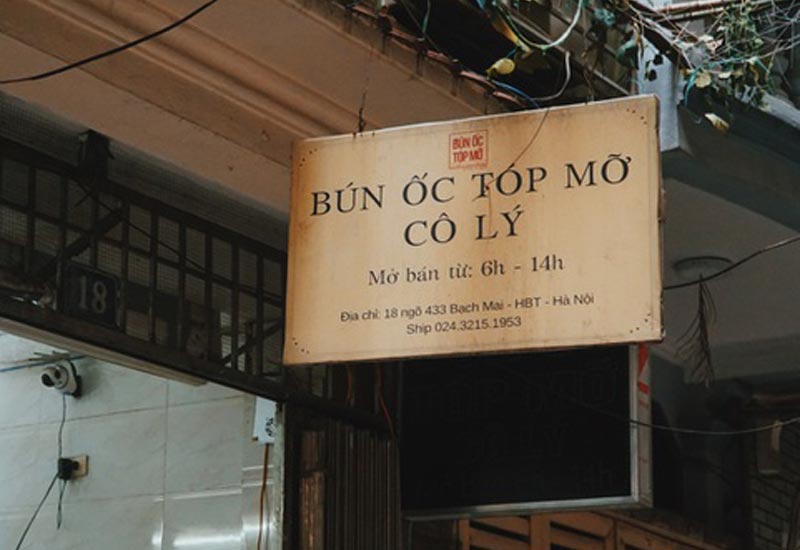 BÚN ỐC
TÓP MỠ
BÚN ỐC TÓP MỠ
CÔ LÝ
Mở bán từ: 6h - 14h
Địa chỉ: 18 ngõ 433 Bạch Mai - HBT - Hà Nội
Ship 024.3215.1953
18